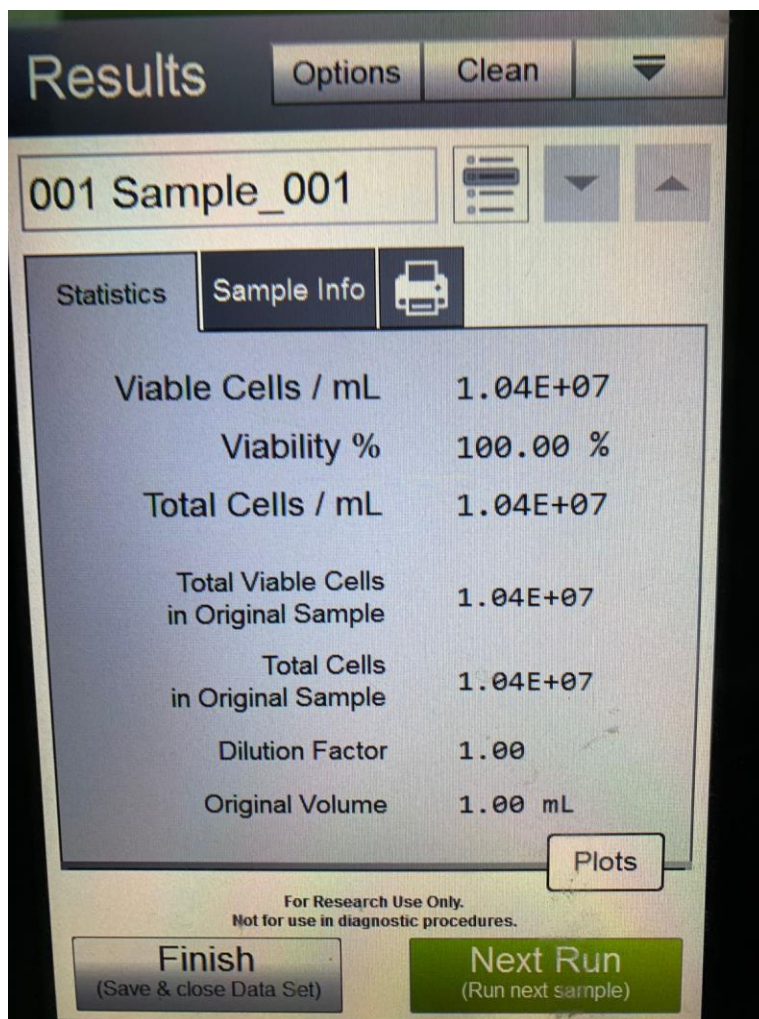 Results Options Clean
001 Sample_001
Statistics Sample Info
Viable Cells / mL 1.04E+07
Viability % 100.00 %
Total Cells / mL 1.04E+07
Total Viable Cells
in Original Sample 1.04E+07
Total Cells
in Original Sample 1.04E+07
Dilution Factor 1.00
Original Volume 1.00 mL
Plots
For Research Use Only.
Not for use in diagnostic procedures.
Finish
(Save & close Data Set)
Next Run
(Run next sample)